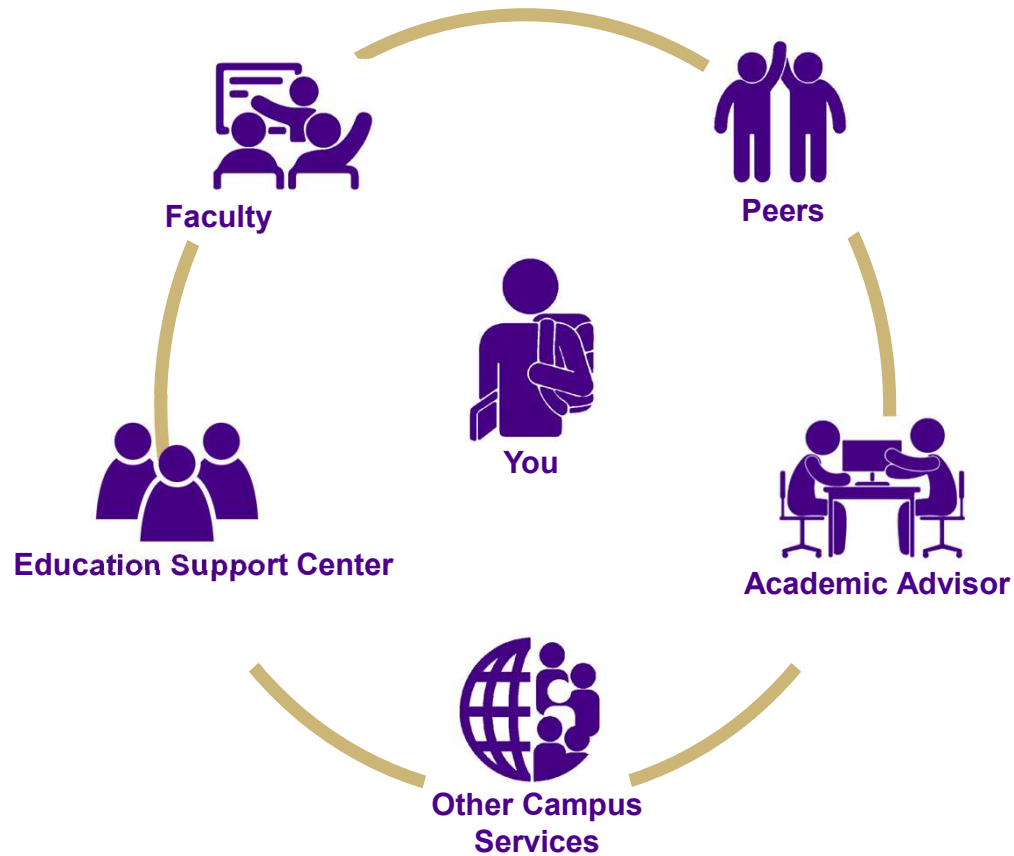 Faculty
Peers
You
Education Support Center
Academic Advisor
Other Campus
Services